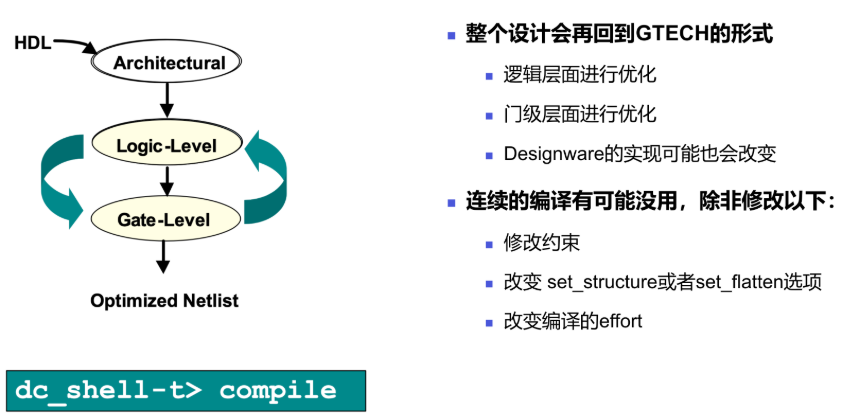 HDL
Architectural
Logic-Level
Gate-Level
Optimized Netlist
dc_shell-t> compile
整个设计会再回到GTECH的形式
逻辑层面进行优化
门级层面进行优化
Designware的实现可能也会改变
连续的编译有可能没用，除非修改以下：
修改约束
改变 set_structure或者set_flatten选项
改变编译的effort